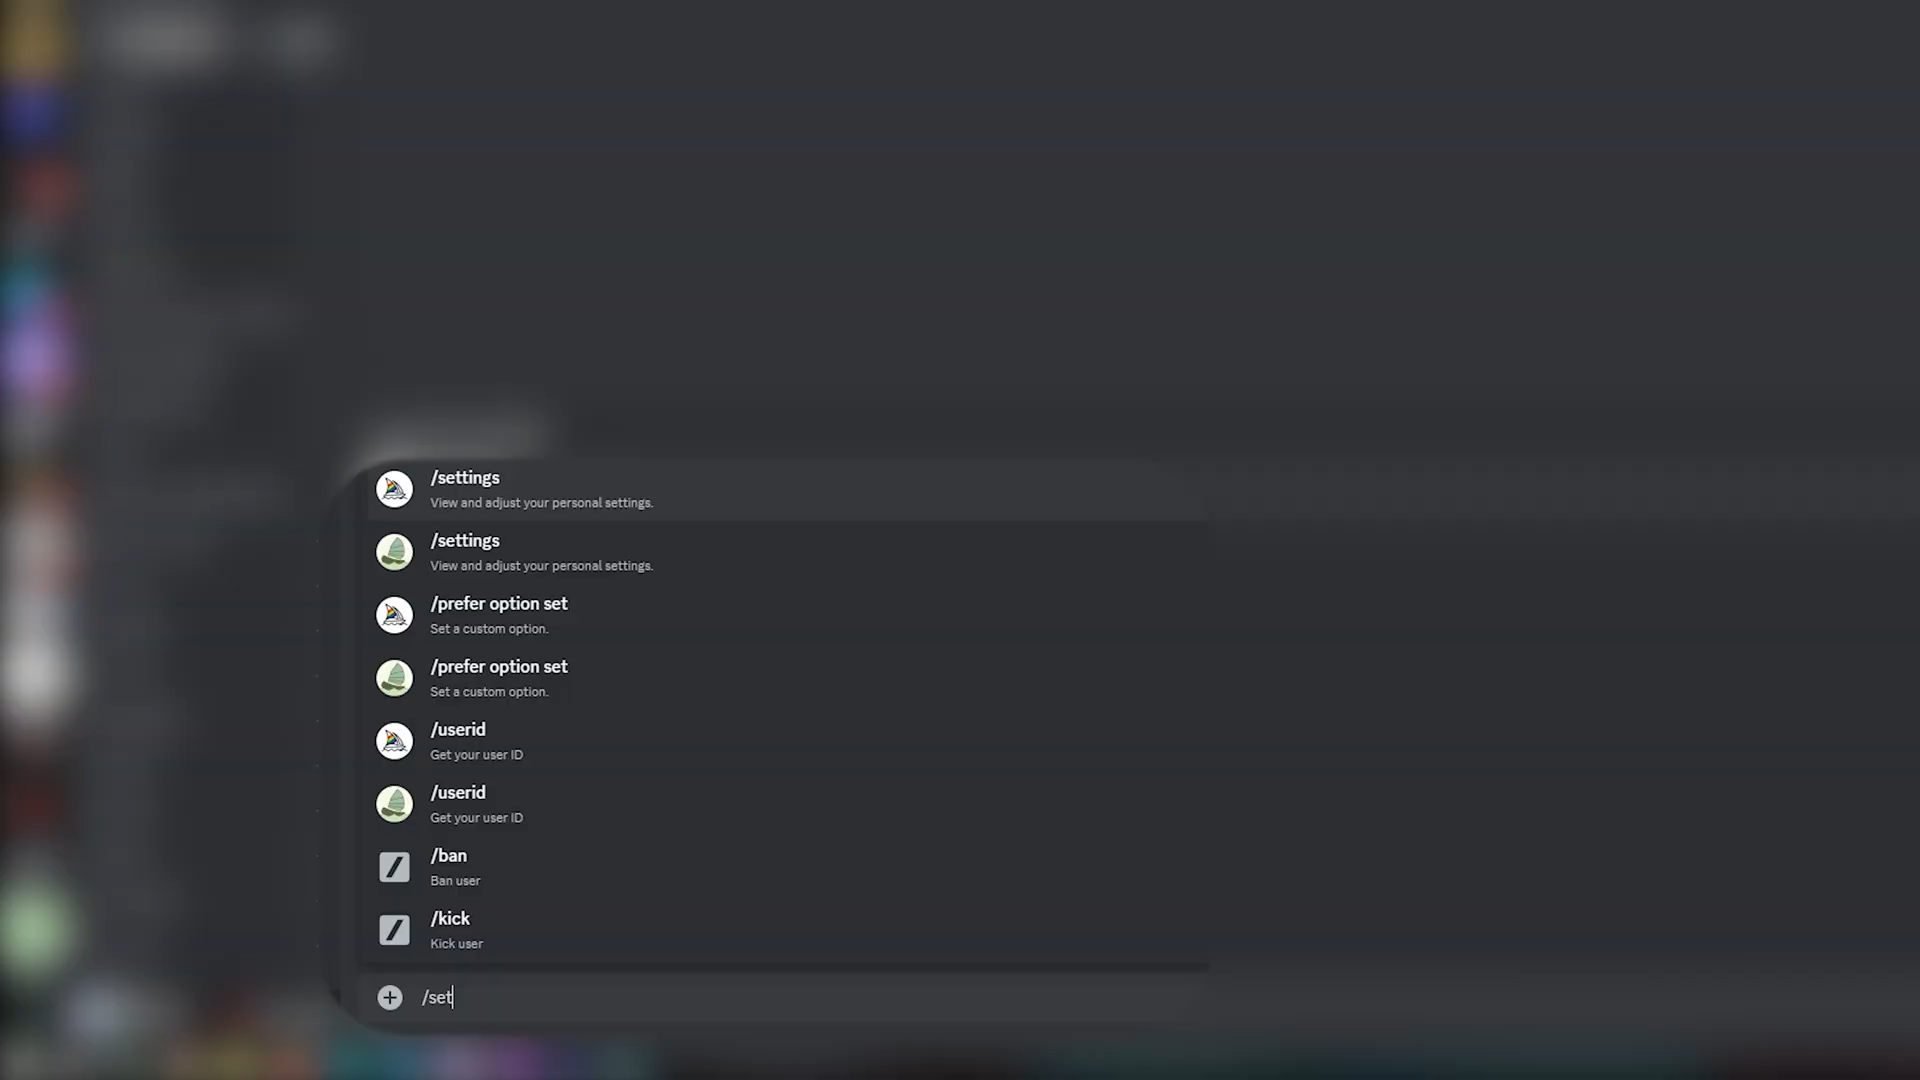 /settings
View and adjust your personal settings.
/settings
View and adjust your personal settings.
/prefer option set
Set a custom option.
/prefer option set
Set a custom option.
/userid
Get your user ID
/userid
Get your user ID
/ban
Ban user
/kick
Kick user
/set